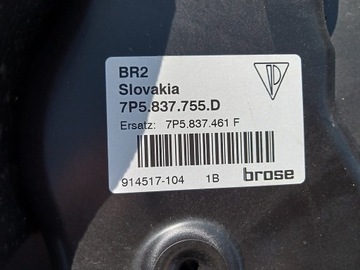 BR2
Slovakia
7P5.837.755.D
Ersatz: 7P5.837.461 F
914517-104 1B brose